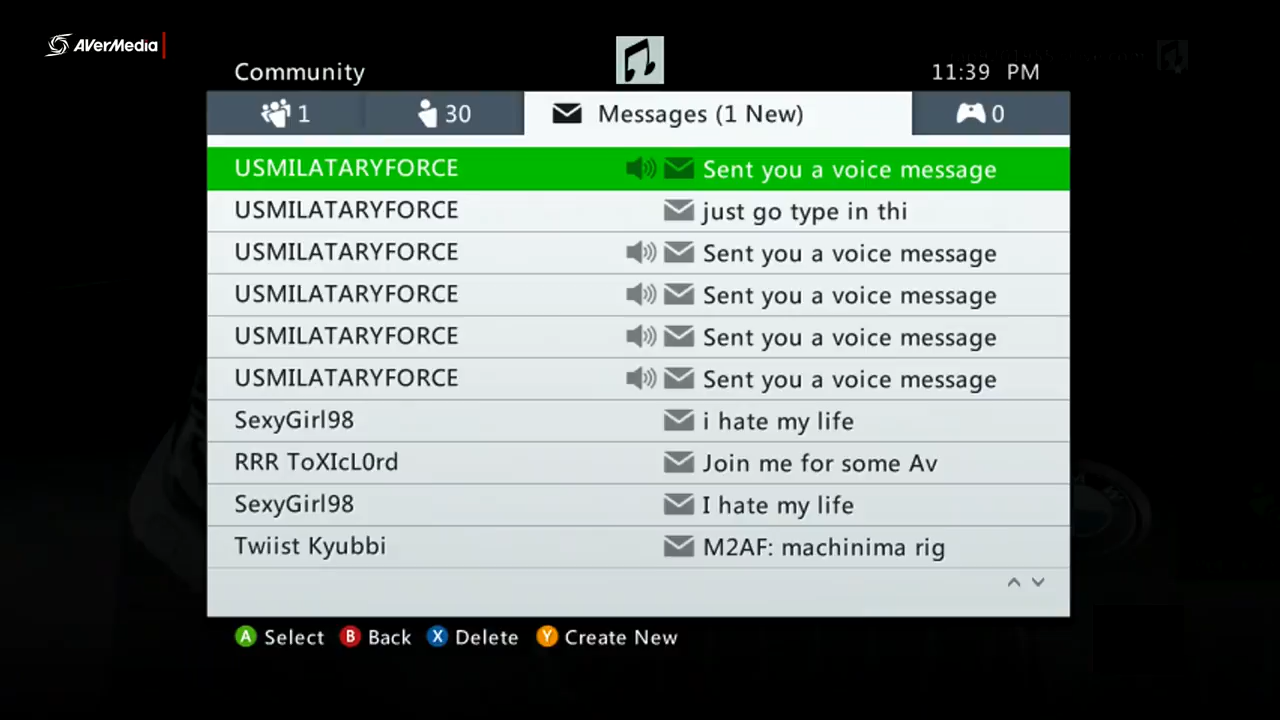 AVerMedia
Community
11:39 PM
1
30
Messages (1 New)
0
USMILATARYFORCE Sent you a voice message
USMILATARYFORCE just go type in thi
USMILATARYFORCE Sent you a voice message
USMILATARYFORCE Sent you a voice message
USMILATARYFORCE Sent you a voice message
USMILATARYFORCE Sent you a voice message
SexyGirl98 i hate my life
RRR ToXIcL0rd Join me for some Av
SexyGirl98 I hate my life
Twiist Kyubbi M2AF: machinima rig
A Select B Back X Delete Y Create New